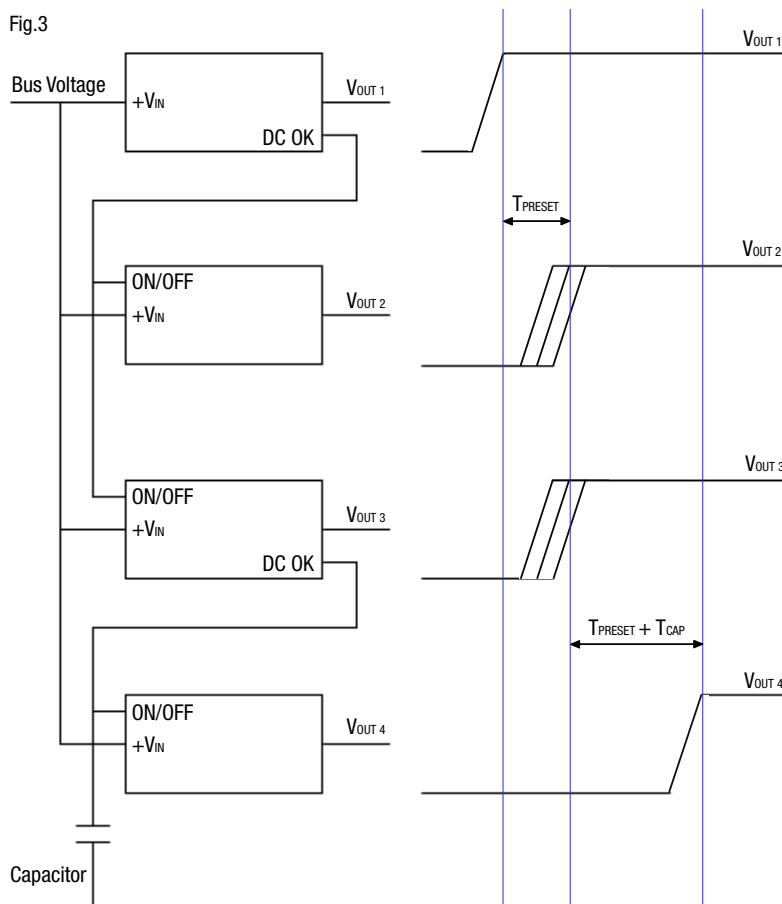 Fig.3
VOUT 1
Bus Voltage
+VIN
VOUT 1
DC OK
TPRESET
VOUT 2
ON/OFF
+VIN
VOUT 2
VOUT 3
ON/OFF
+VIN
VOUT 3
DC OK
TPRESET + TCAP
VOUT 4
ON/OFF
+VIN
VOUT 4
Capacitor